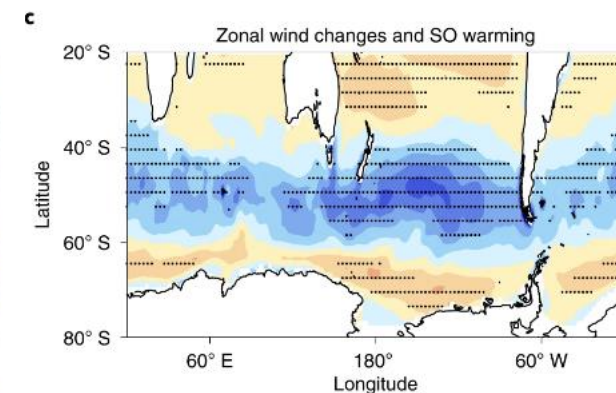 c
Zonal wind changes and SO warming
20° S
40° S
60° S
80° S
Latitude
60° E
180°
60° W
Longitude